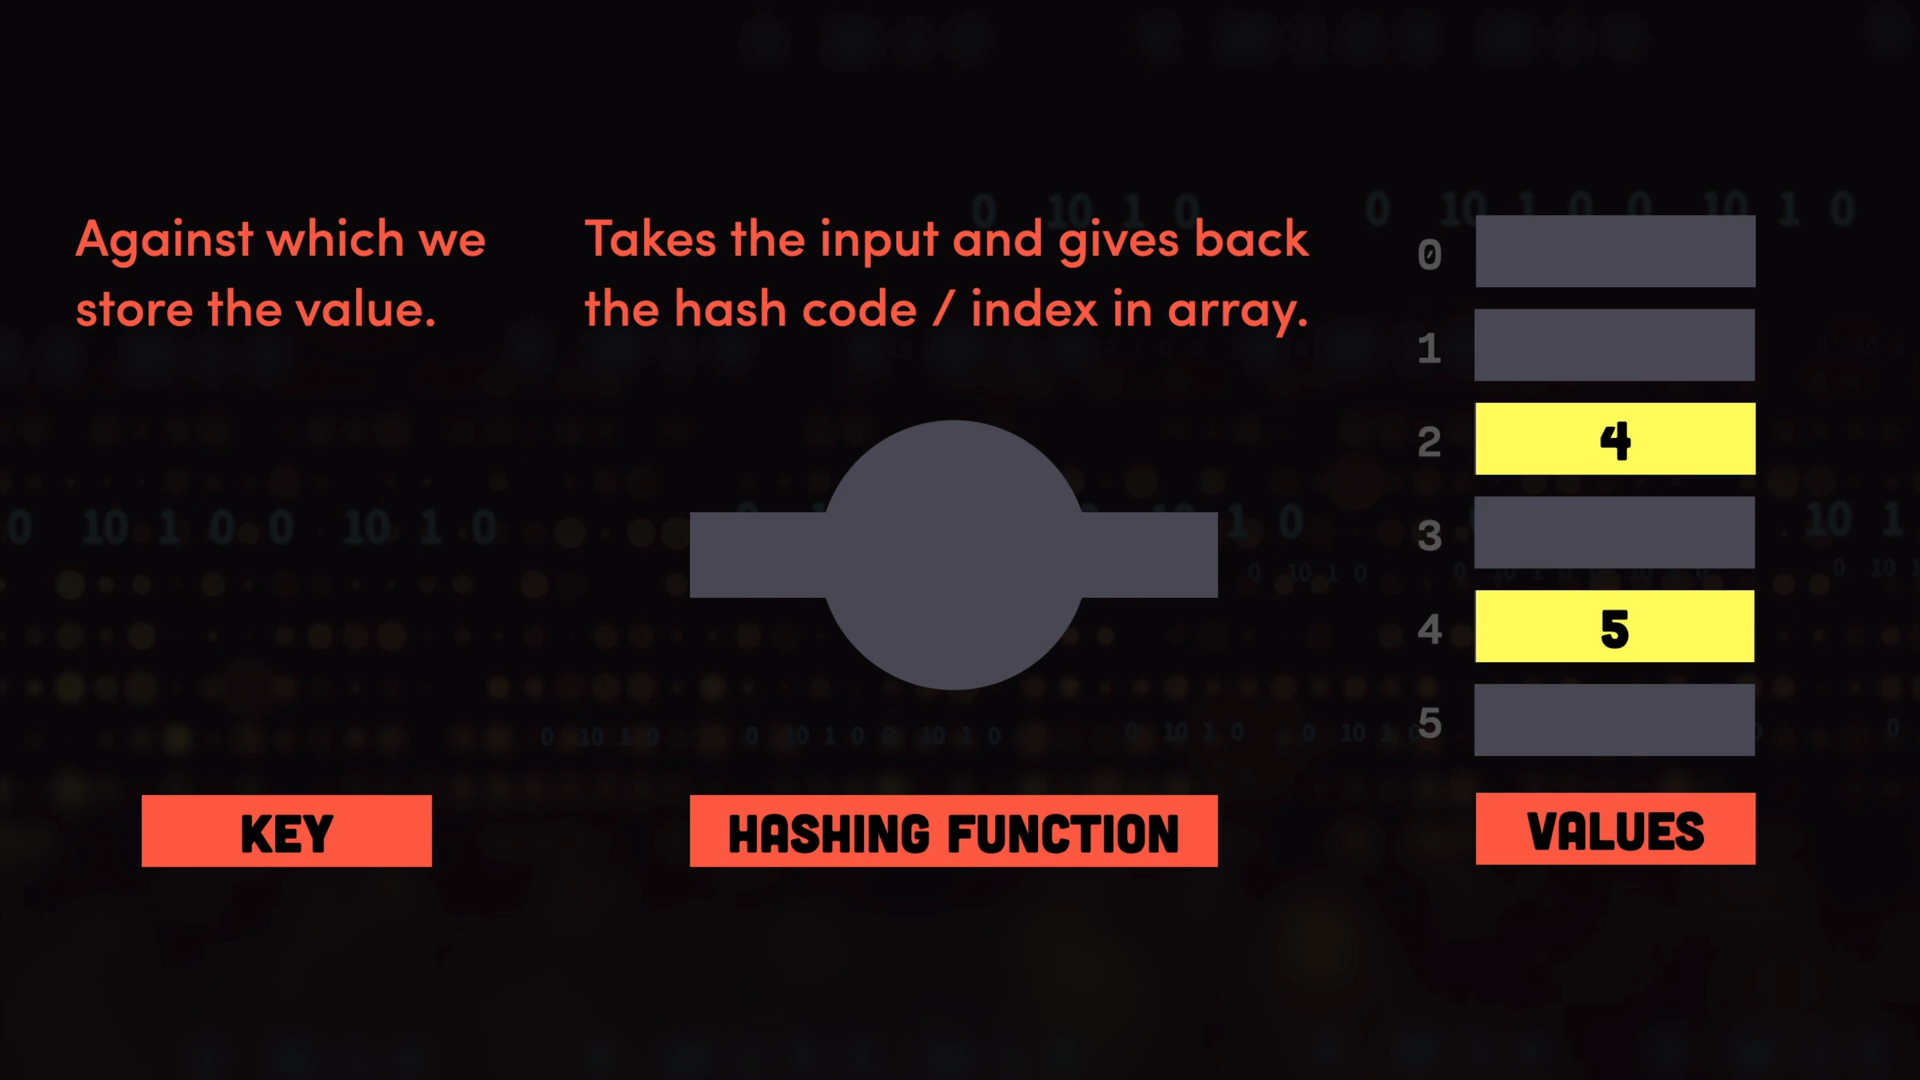 Against which we
store the value.
Takes the input and gives back
the hash code / index in array.
0
1
2 4
3
4 5
5
KEY
HASHING FUNCTION
VALUES